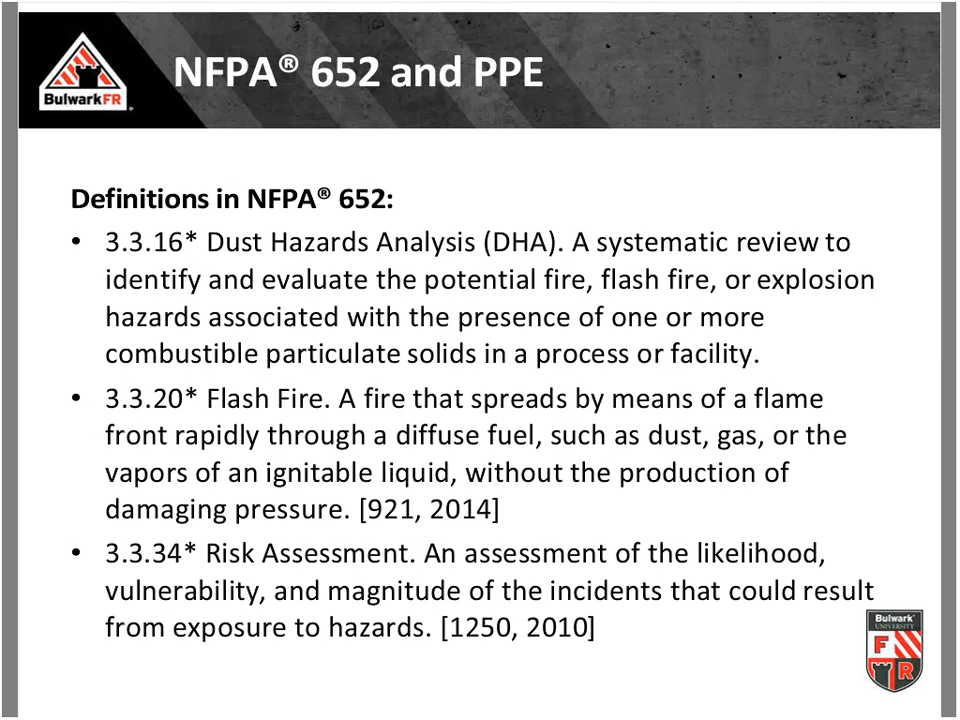 BulwarkFR
NFPA® 652 and PPE
Definitions in NFPA® 652:
• 3.3.16* Dust Hazards Analysis (DHA). A systematic review to
identify and evaluate the potential fire, flash fire, or explosion
hazards associated with the presence of one or more
combustible particulate solids in a process or facility.
• 3.3.20* Flash Fire. A fire that spreads by means of a flame
front rapidly through a diffuse fuel, such as dust, gas, or the
vapors of an ignitable liquid, without the production of
damaging pressure. [921, 2014]
• 3.3.34* Risk Assessment. An assessment of the likelihood,
vulnerability, and magnitude of the incidents that could result
from exposure to hazards. [1250, 2010]
Bulwark
UNIVERSITY
F
R